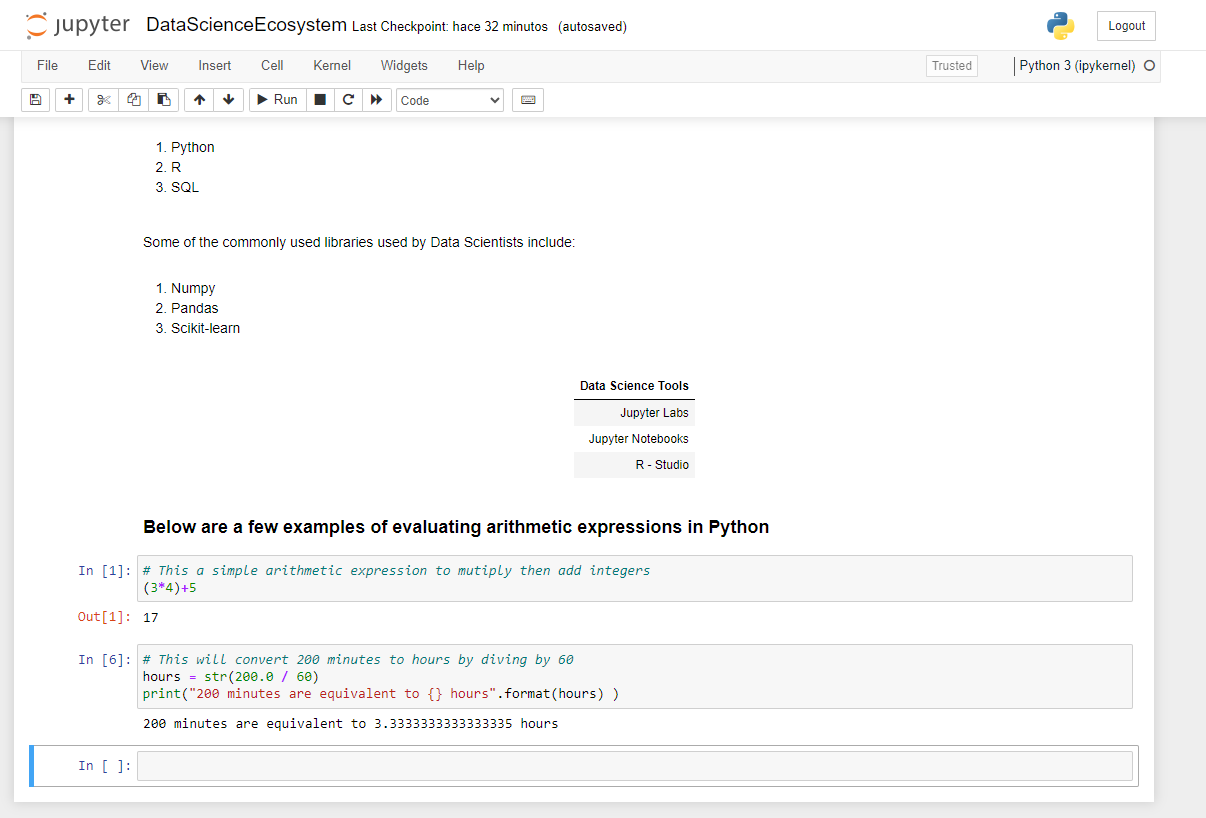 jupyter DataScienceEcosystem Last Checkpoint: hace 32 minutos (autosaved) Logout
File Edit View Insert Cell Kernel Widgets Help Trusted Python 3 (ipykernel)
Run Code
1. Python
2. R
3. SQL
Some of the commonly used libraries used by Data Scientists include:
1. Numpy
2. Pandas
3. Scikit-learn
Data Science Tools
Jupyter Labs
Jupyter Notebooks
R - Studio
Below are a few examples of evaluating arithmetic expressions in Python
In [1]: # This a simple arithmetic expression to mutiply then add integers
(3*4)+5
Out[1]: 17
In [6]: # This will convert 200 minutes to hours by diving by 60
hours = str(200.0 / 60)
print("200 minutes are equivalent to {} hours".format(hours) )
200 minutes are equivalent to 3.3333333333333335 hours
In [ ]: